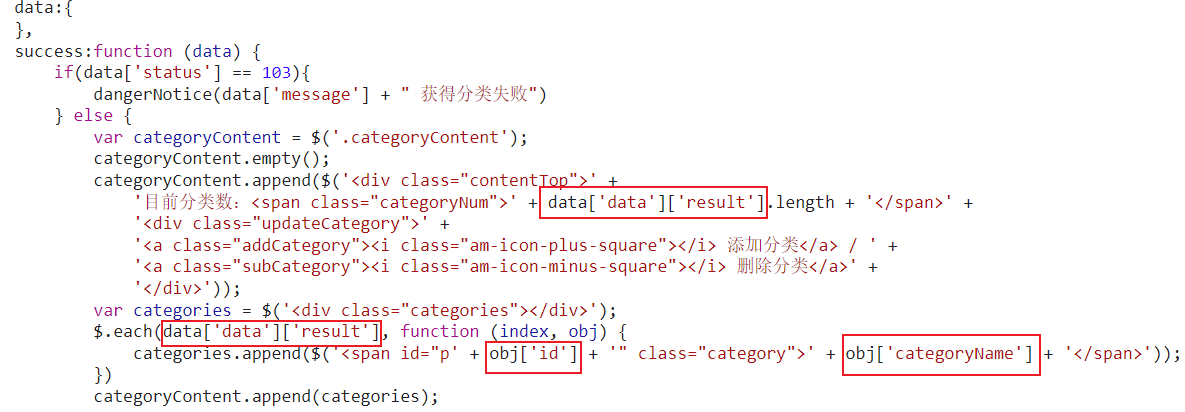 data:{
},
success:function (data) {
if(data['status'] == 103){
dangerNotice(data['message'] + " 获得分类失败")
} else {
var categoryContent = $('.categoryContent');
categoryContent.empty();
categoryContent.append($('<div class="contentTop">' +
'目前分类数：<span class="categoryNum">' + data['data']['result'].length + '</span>' +
'<div class="updateCategory">' +
'<a class="addCategory"><i class="am-icon-plus-square"></i> 添加分类</a> / ' +
'<a class="subCategory"><i class="am-icon-minus-square"></i> 删除分类</a>' +
'</div>'));
var categories = $('<div class="categories"></div>');
$.each(data['data']['result'], function (index, obj) {
categories.append($('<span id="p' + obj['id'] + '" class="category">' + obj['categoryName'] + '</span>'));
})
categoryContent.append(categories);